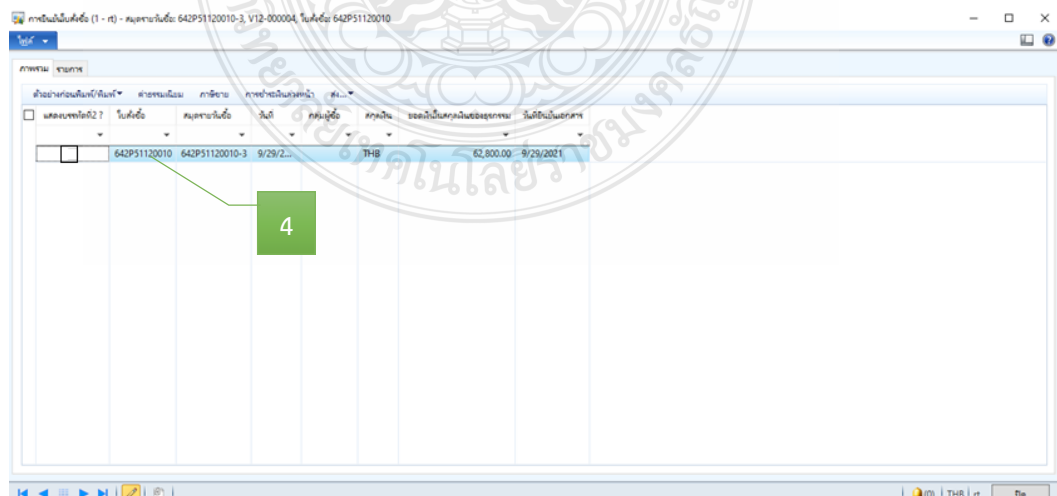 การยืนยันใบสั่งซื้อ (1 - rt) - สมุดรายวันซื้อ: 642P51120010-3, V12-000004, ใบสั่งซื้อ: 642P51120010
ไฟล์
ภาพรวม รายการ
ตัวอย่างก่อนพิมพ์/พิมพ์ ค่าธรรมเนียม ภาษีขาย การชำระเงินล่วงหน้า ส่ง...
แสดงบรรทัดที่2 ? ใบสั่งซื้อ สมุดรายวันซื้อ วันที่ กลุ่มผู้ซื้อ สกุลเงิน ยอดเงินในสกุลเงินของธุรกรรม วันที่ยืนยันเอกสาร
642P51120010 642P51120010-3 9/29/2... THB 62,800.00 9/29/2021
4
(0) THB rt ปิด